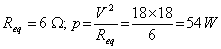 R_eq = 6 Ω; p = V²/R_eq = 18×18/6 = 54 W